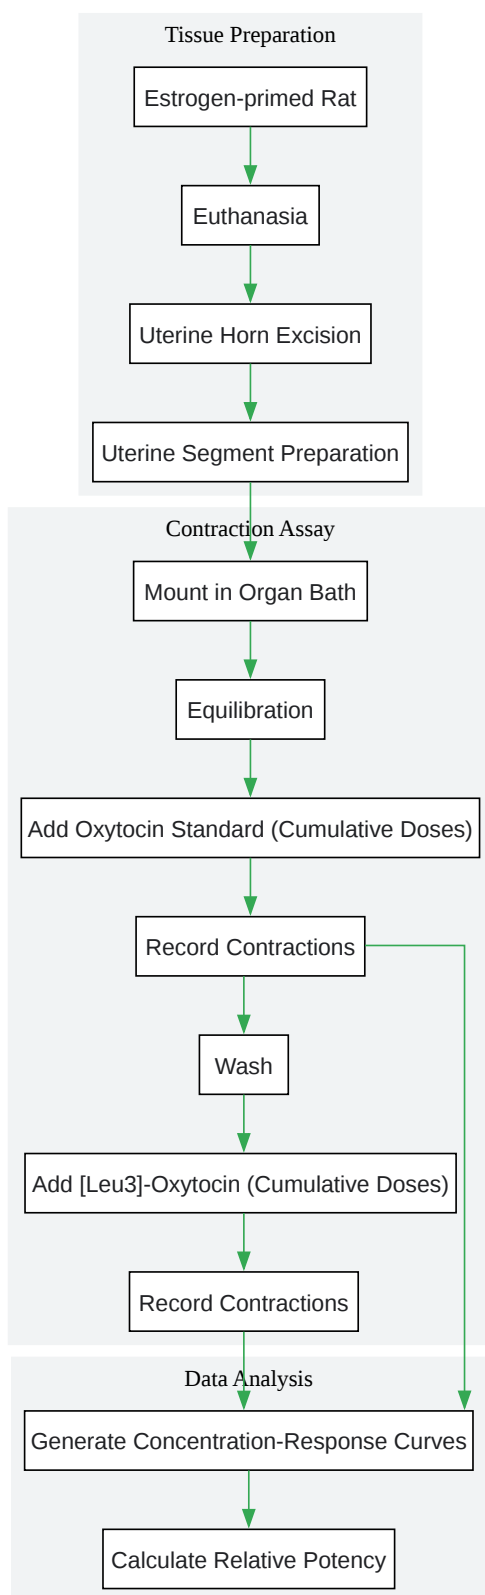 Tissue Preparation
Estrogen-primed Rat
Euthanasia
Uterine Horn Excision
Uterine Segment Preparation
Contraction Assay
Mount in Organ Bath
Equilibration
Add Oxytocin Standard (Cumulative Doses)
Record Contractions
Wash
Add [Leu3]-Oxytocin (Cumulative Doses)
Record Contractions
Data Analysis
Generate Concentration-Response Curves
Calculate Relative Potency